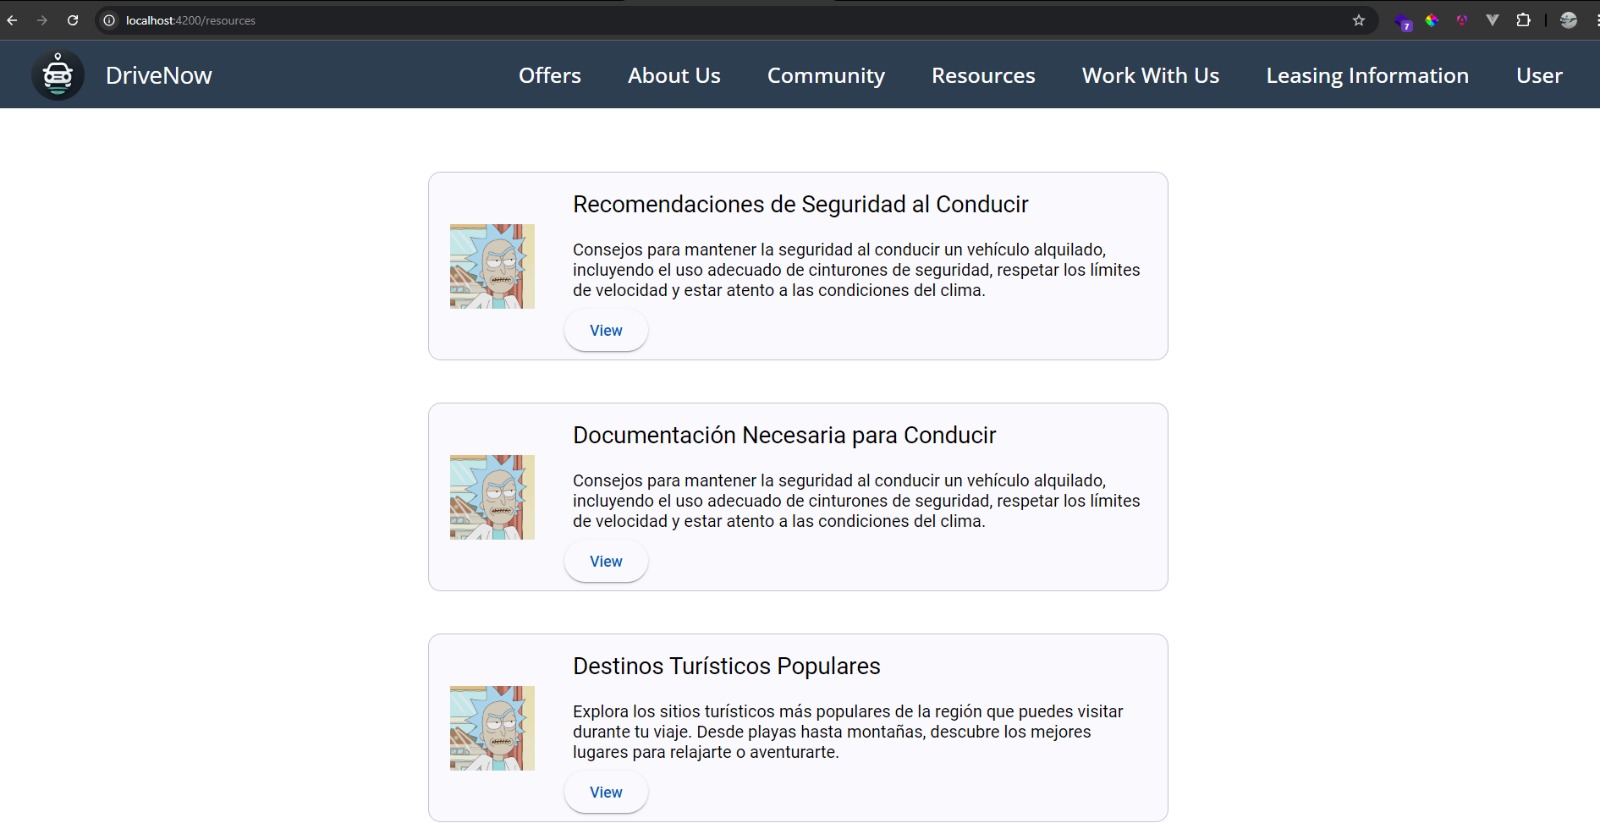 localhost:4200/resources
7
DriveNow
Offers
About Us
Community
Resources
Work With Us
Leasing Information
User
Recomendaciones de Seguridad al Conducir
Consejos para mantener la seguridad al conducir un vehículo alquilado,
incluyendo el uso adecuado de cinturones de seguridad, respetar los límites
de velocidad y estar atento a las condiciones del clima.
View
Documentación Necesaria para Conducir
Consejos para mantener la seguridad al conducir un vehículo alquilado,
incluyendo el uso adecuado de cinturones de seguridad, respetar los límites
de velocidad y estar atento a las condiciones del clima.
View
Destinos Turísticos Populares
Explora los sitios turísticos más populares de la región que puedes visitar
durante tu viaje. Desde playas hasta montañas, descubre los mejores
lugares para relajarte o aventurarte.
View